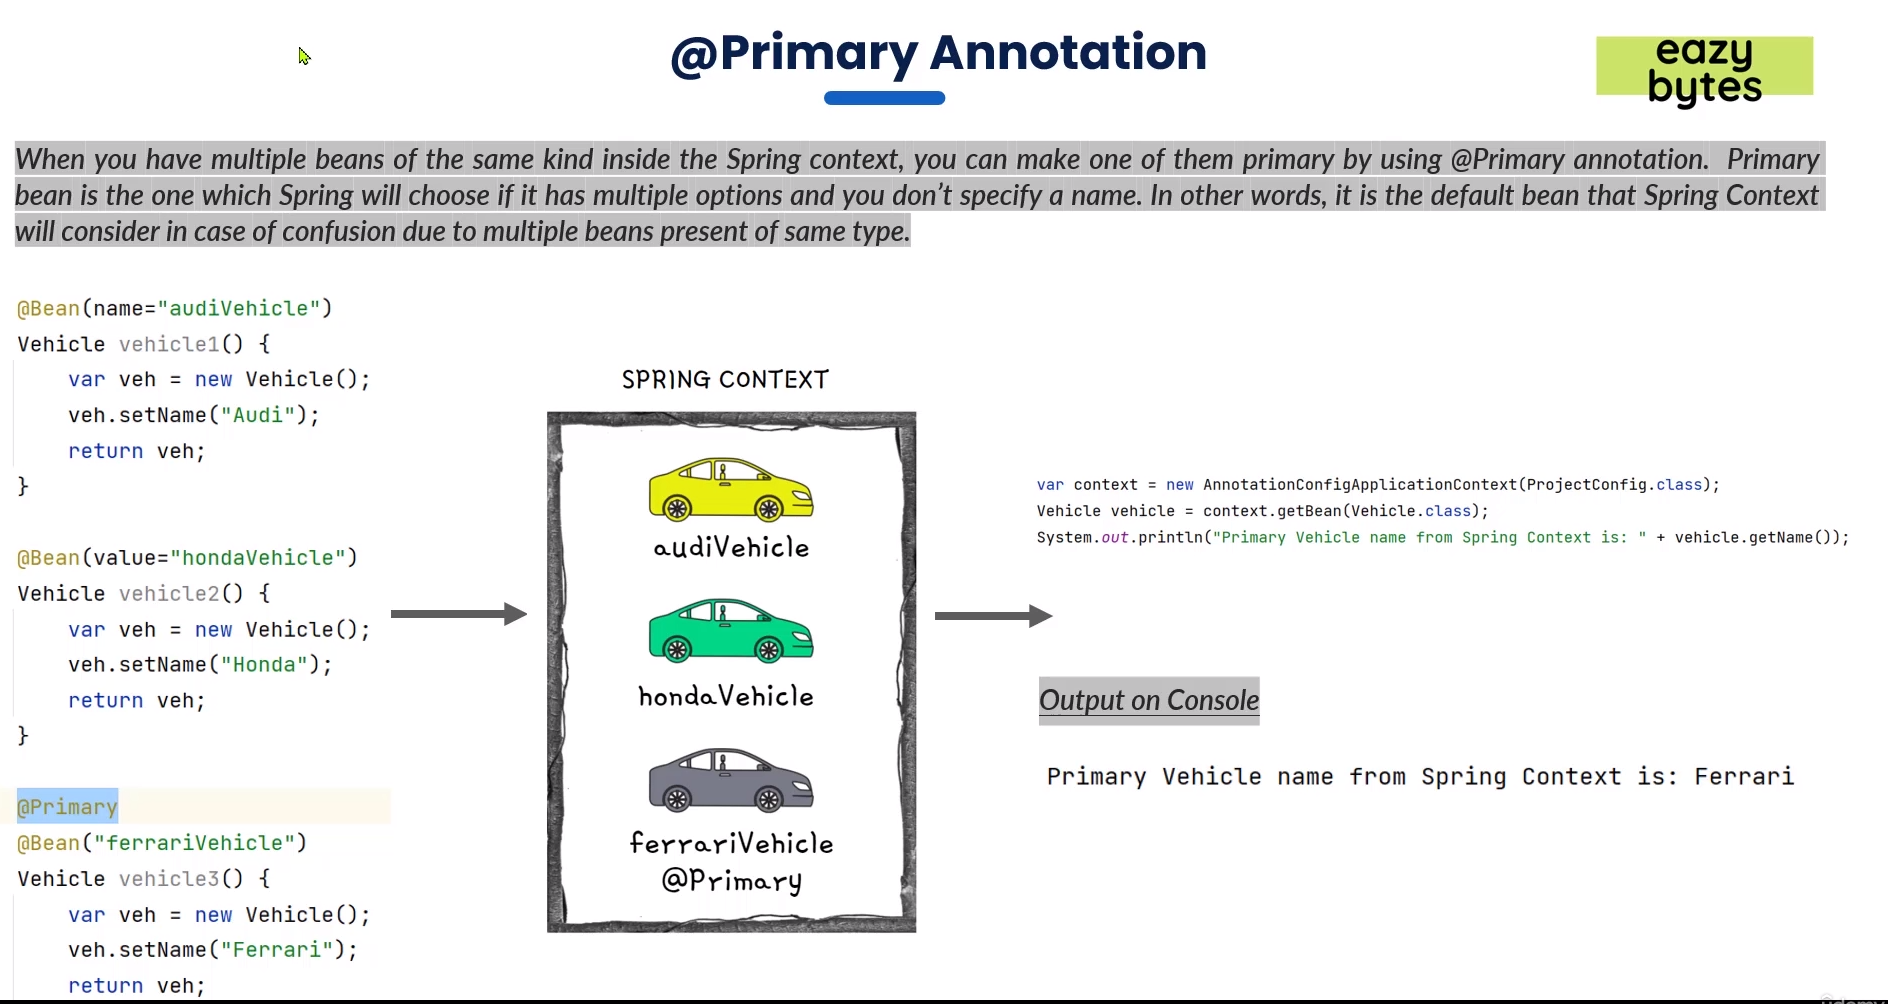 @Primary Annotation
eazy
bytes
When you have multiple beans of the same kind inside the Spring context, you can make one of them primary by using @Primary annotation. Primary
bean is the one which Spring will choose if it has multiple options and you don’t specify a name. In other words, it is the default bean that Spring Context
will consider in case of confusion due to multiple beans present of same type.
@Bean(name="audiVehicle")
Vehicle vehicle1() {
var veh = new Vehicle();
veh.setName("Audi");
return veh;
}
@Bean(value="hondaVehicle")
Vehicle vehicle2() {
var veh = new Vehicle();
veh.setName("Honda");
return veh;
}
@Primary
@Bean("ferrariVehicle")
Vehicle vehicle3() {
var veh = new Vehicle();
veh.setName("Ferrari");
return veh;
SPRING CONTEXT
audiVehicle
hondaVehicle
ferrariVehicle
@Primary
var context = new AnnotationConfigApplicationContext(ProjectConfig.class);
Vehicle vehicle = context.getBean(Vehicle.class);
System.out.println("Primary Vehicle name from Spring Context is: " + vehicle.getName());
Output on Console
Primary Vehicle name from Spring Context is: Ferrari